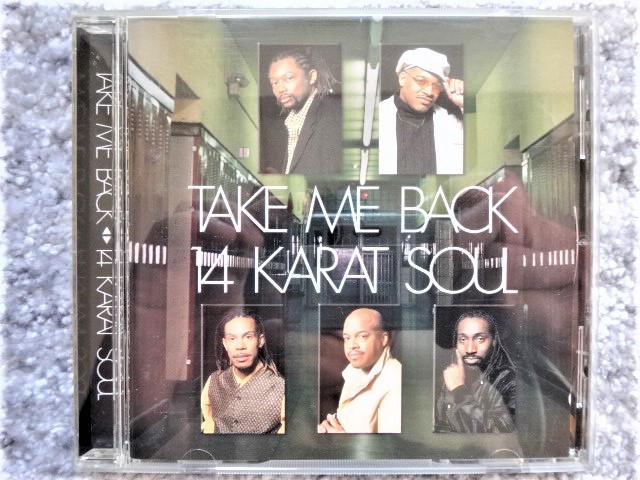 TAKE ME BACK
14 KARAT SOUL
TAKE ME BACK 14 KARAT SOUL